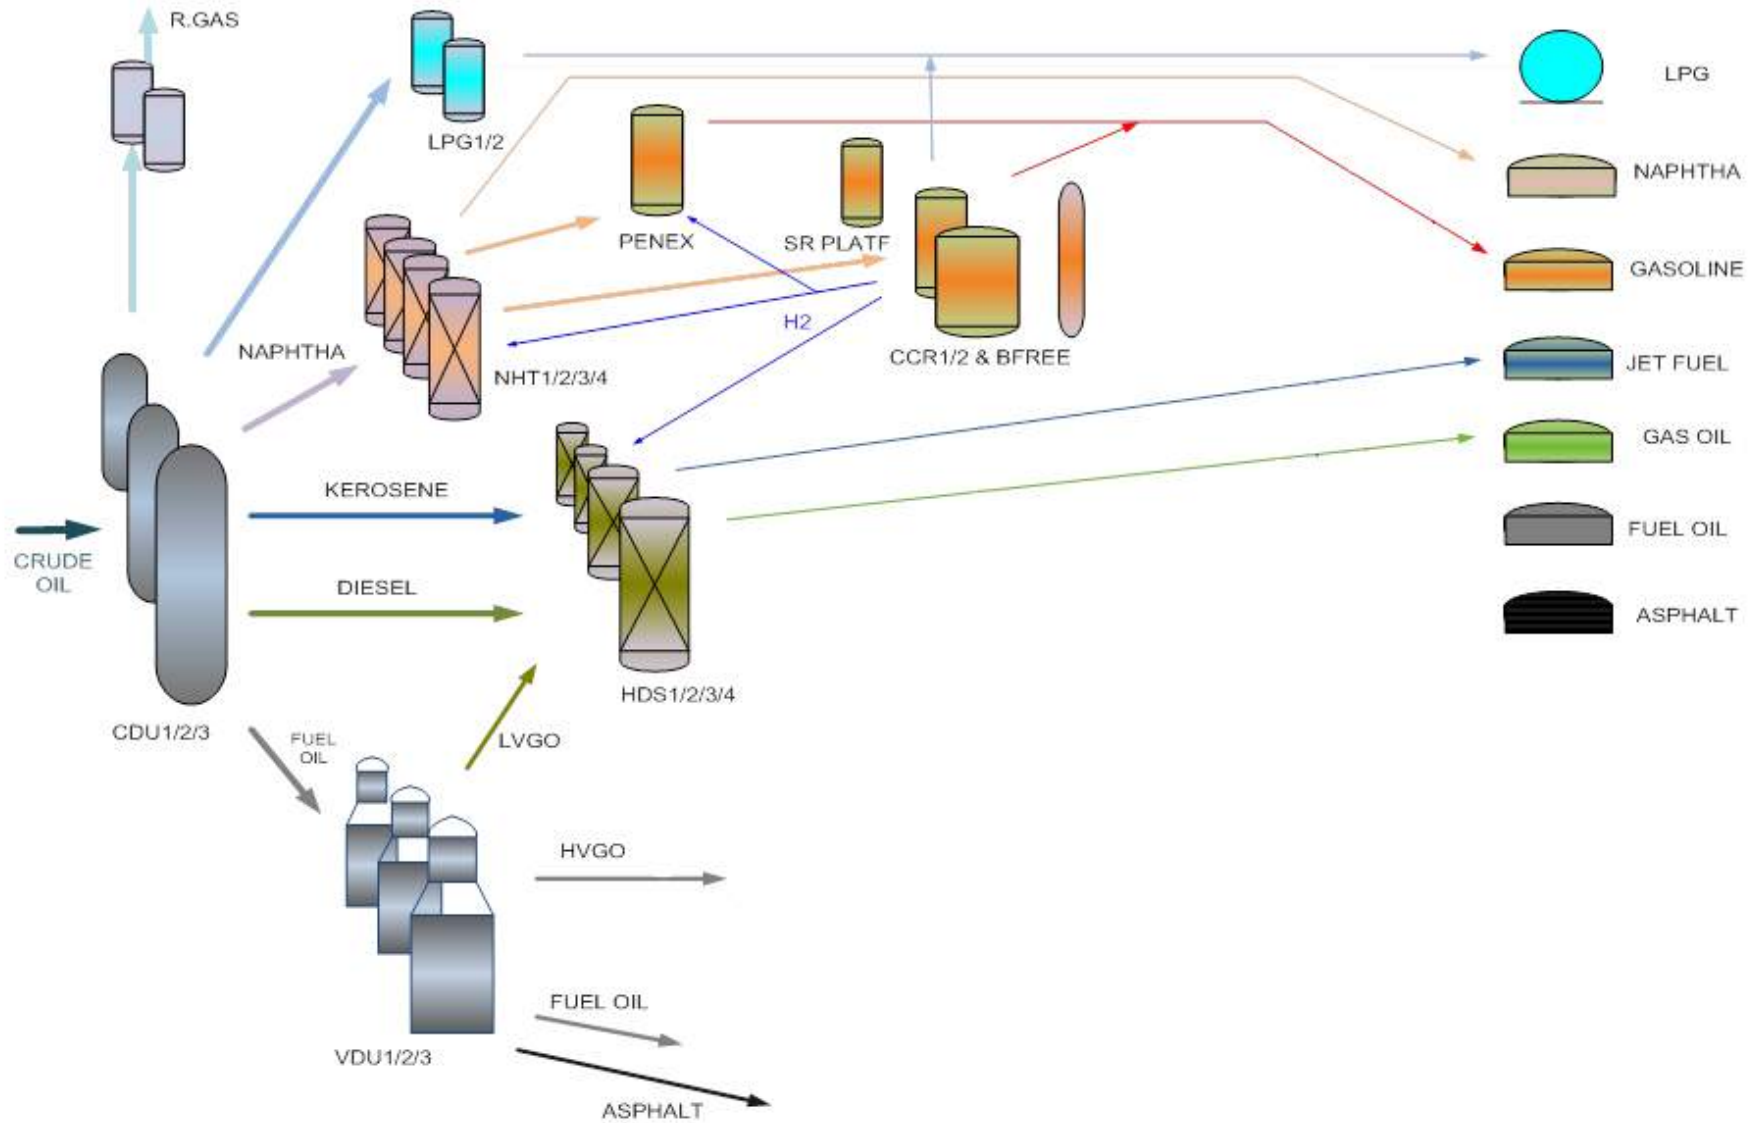 R.GAS
LPG1/2
LPG
NAPHTHA
PENEX
SR PLATF
GASOLINE
H2
NAPHTHA
CCR1/2 & BFREE
JET FUEL
NHT1/2/3/4
GAS OIL
KEROSENE
FUEL OIL
CRUDE
OIL
DIESEL
ASPHALT
HDS1/2/3/4
CDU1/2/3
FUEL
OIL
LVGO
HVGO
FUEL OIL
VDU1/2/3
ASPHALT